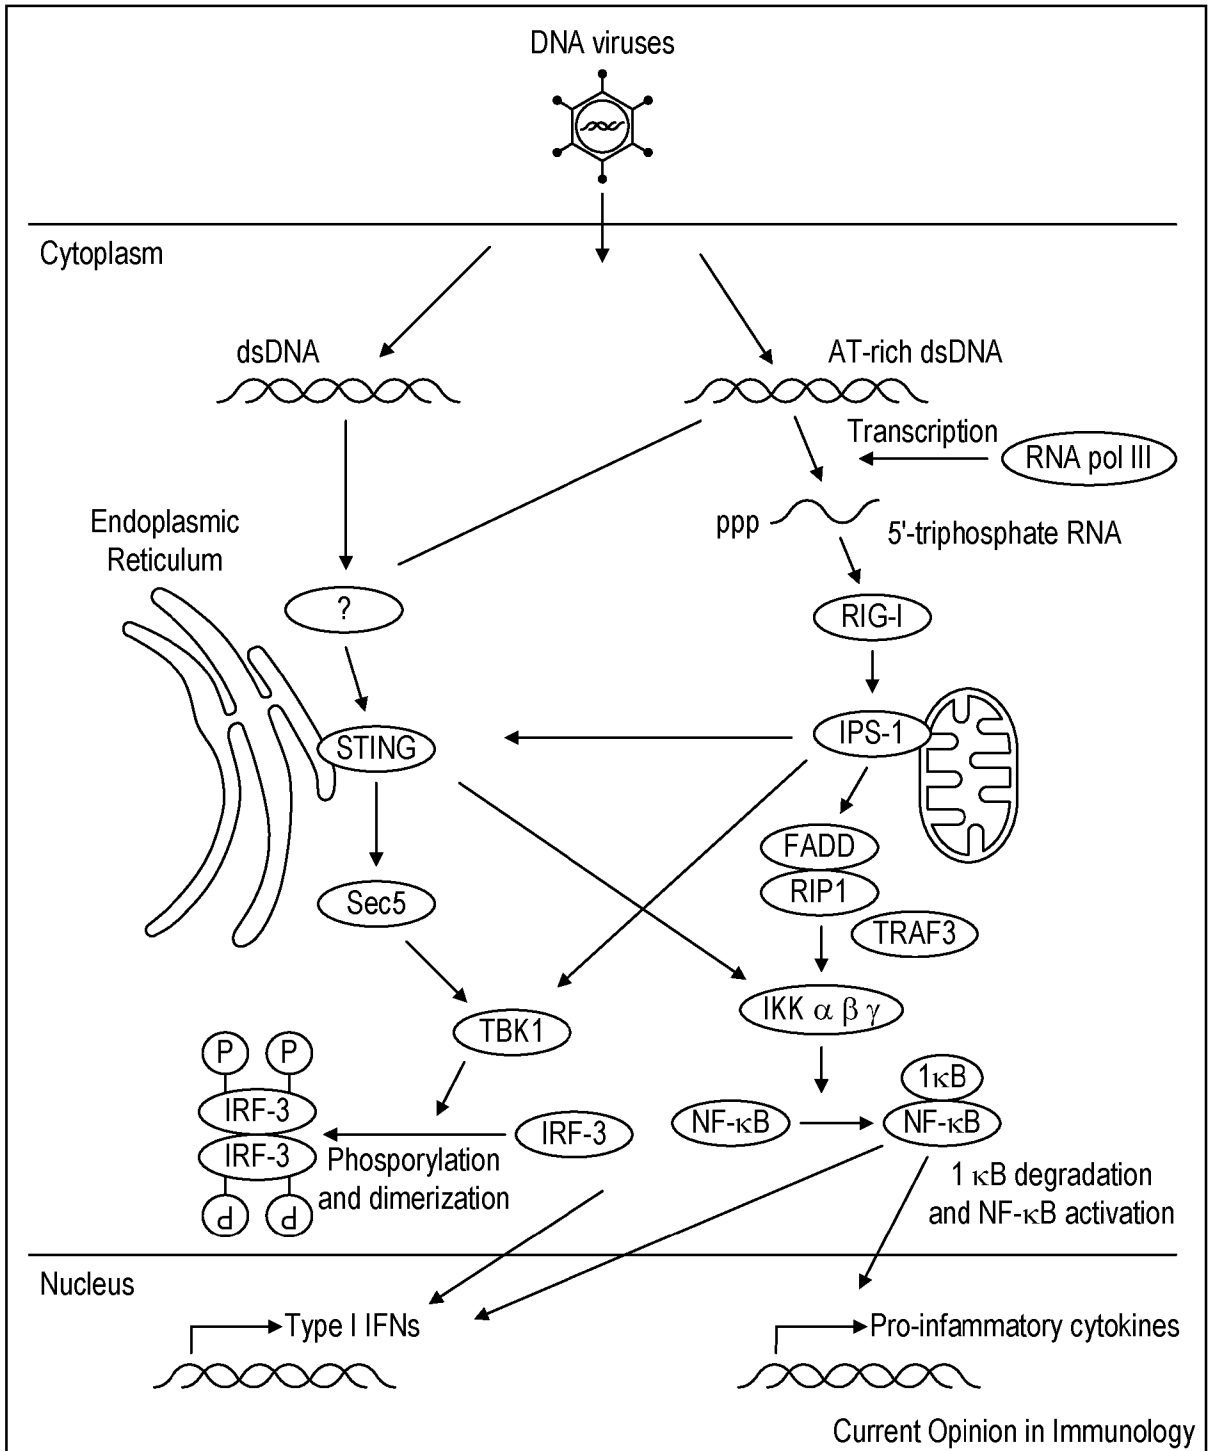 DNA viruses
Cytoplasm
dsDNA
AT-rich dsDNA
Transcription
RNA pol III
ppp
5'-triphosphate RNA
Endoplasmic
Reticulum
?
RIG-I
STING
IPS-1
FADD
RIP1
Sec5
TRAF3
IKK α β γ
TBK1
P P
IRF-3
IRF-3
P P
IRF-3
Phosporylation
and dimerization
NF-κB
1κB
NF-κB
1 κB degradation
and NF-κB activation
Nucleus
Type I IFNs
Pro-infammatory cytokines
Current Opinion in Immunology